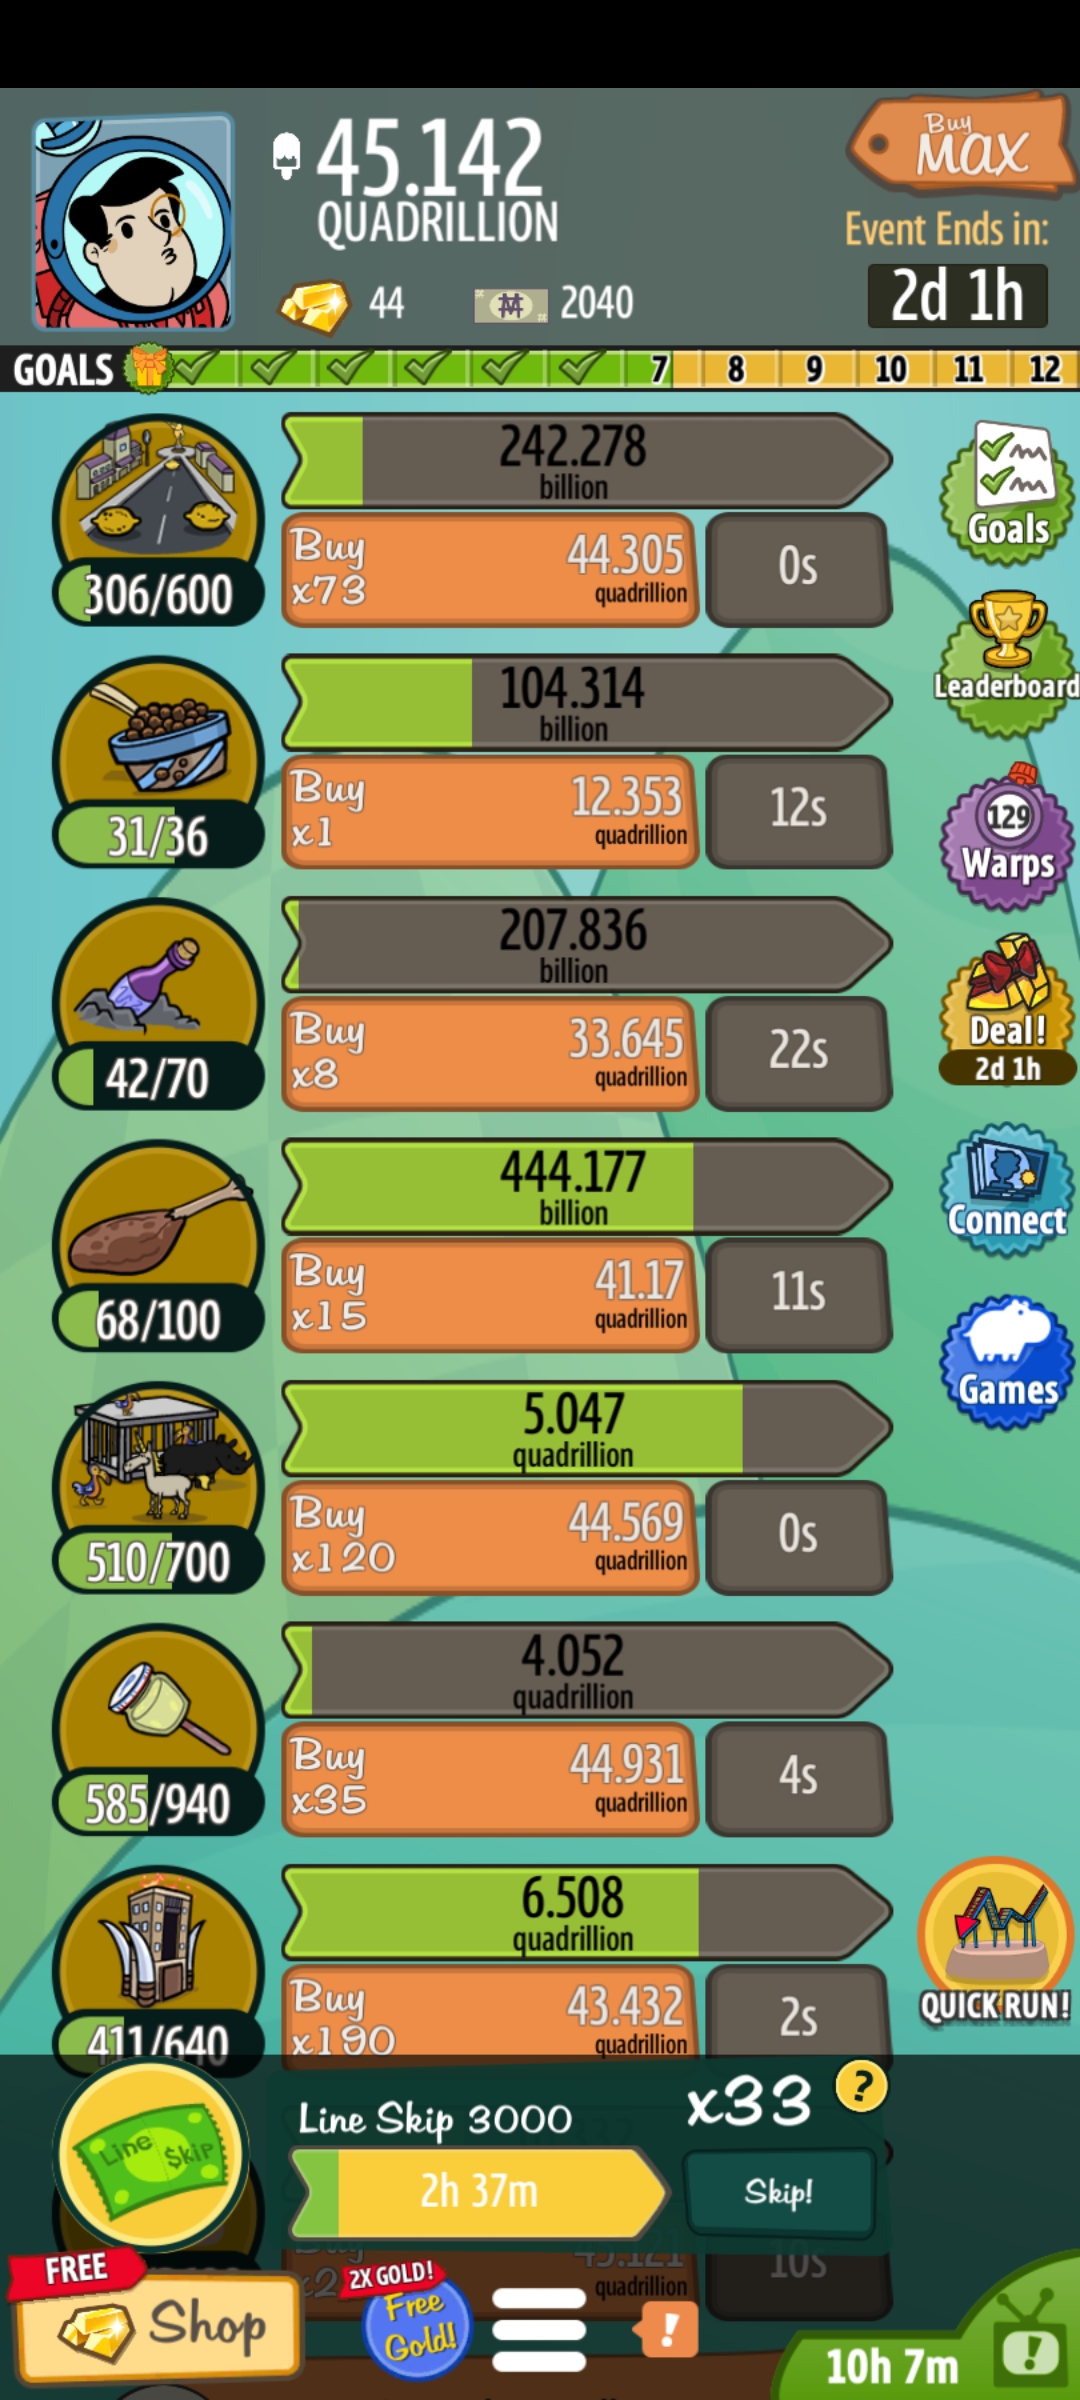 45.142
QUADRILLION
Buy
MAX
Event Ends in:
2d 1h
44
2040
GOALS
7
8
9
10
11
12
242.278
billion
Buy
x73
44.305
quadrillion
0s
306/600
Goals
104.314
billion
Buy
x1
12.353
quadrillion
12s
31/36
Leaderboard
129
Warps
207.836
billion
Buy
x8
33.645
quadrillion
22s
42/70
Deal!
2d 1h
444.177
billion
Buy
x15
41.17
quadrillion
11s
68/100
Connect
Games
5.047
quadrillion
Buy
x120
44.569
quadrillion
0s
510/700
4.052
quadrillion
Buy
x35
44.931
quadrillion
4s
585/940
6.508
quadrillion
Buy
x190
43.432
quadrillion
2s
411/640
QUICK RUN!
Line Skip
Line Skip 3000
x33
?
2h 37m
Skip!
quadrillion
10s
FREE
Shop
2X GOLD!
Free
Gold!
!
10h 7m
!